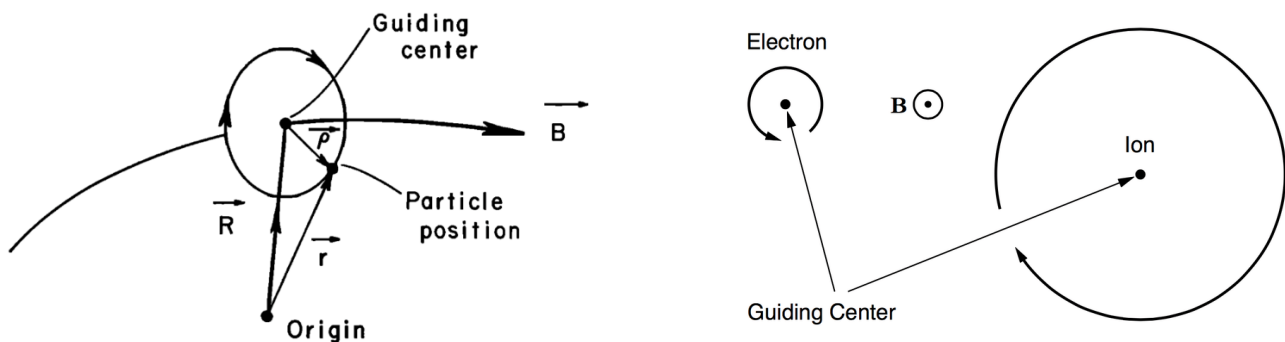 Guiding
center
B
ρ
R
r
Particle
position
Origin
Electron
B
Ion
Guiding Center